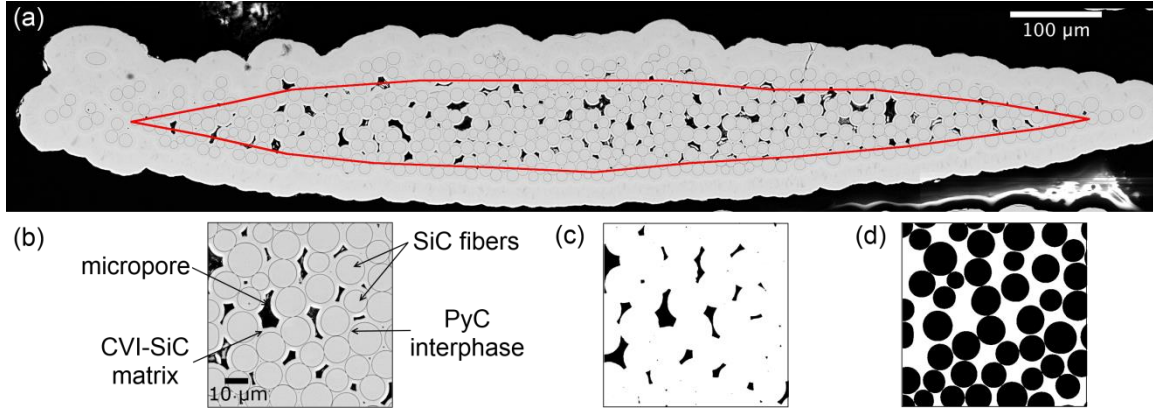 (a)
100 µm
(b)
(c)
(d)
SiC fibers
micropore
CVI-SiC
matrix
PyC
interphase
10 µm